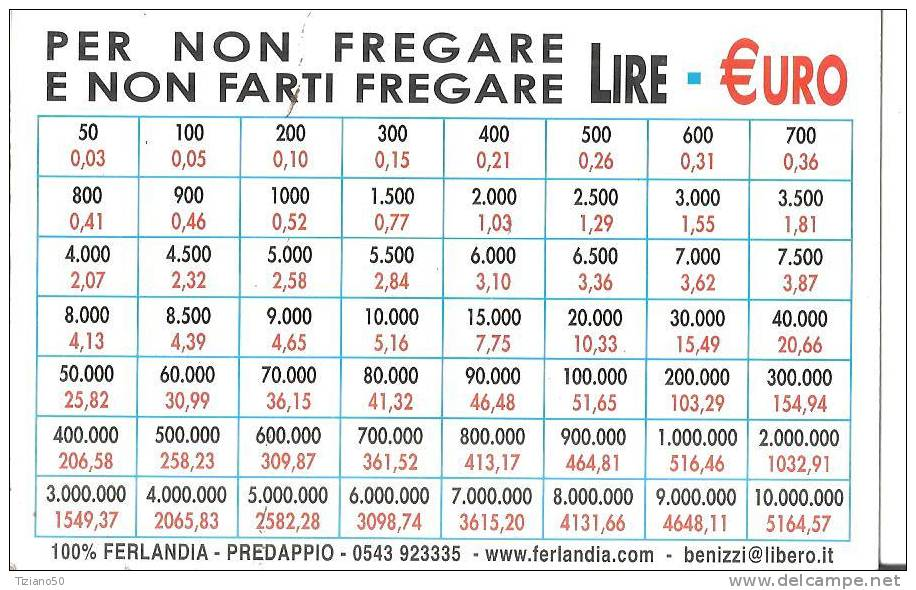 PER NON FREGARE
E NON FARTI FREGARE LIRE - €URO
50 100 200 300 400 500 600 700
0,03 0,05 0,10 0,15 0,21 0,26 0,31 0,36
800 900 1000 1.500 2.000 2.500 3.000 3.500
0,41 0,46 0,52 0,77 1,03 1,29 1,55 1,81
4.000 4.500 5.000 5.500 6.000 6.500 7.000 7.500
2,07 2,32 2,58 2,84 3,10 3,36 3,62 3,87
8.000 8.500 9.000 10.000 15.000 20.000 30.000 40.000
4,13 4,39 4,65 5,16 7,75 10,33 15,49 20,66
50.000 60.000 70.000 80.000 90.000 100.000 200.000 300.000
25,82 30,99 36,15 41,32 46,48 51,65 103,29 154,94
400.000 500.000 600.000 700.000 800.000 900.000 1.000.000 2.000.000
206,58 258,23 309,87 361,52 413,17 464,81 516,46 1032,91
3.000.000 4.000.000 5.000.000 6.000.000 7.000.000 8.000.000 9.000.000 10.000.000
1549,37 2065,83 2582,28 3098,74 3615,20 4131,66 4648,11 5164,57
100% FERLANDIA - PREDAPPIO - 0543 923335 - www.ferlandia.com - benizzi@libero.it
Tziano50
delcampe.net